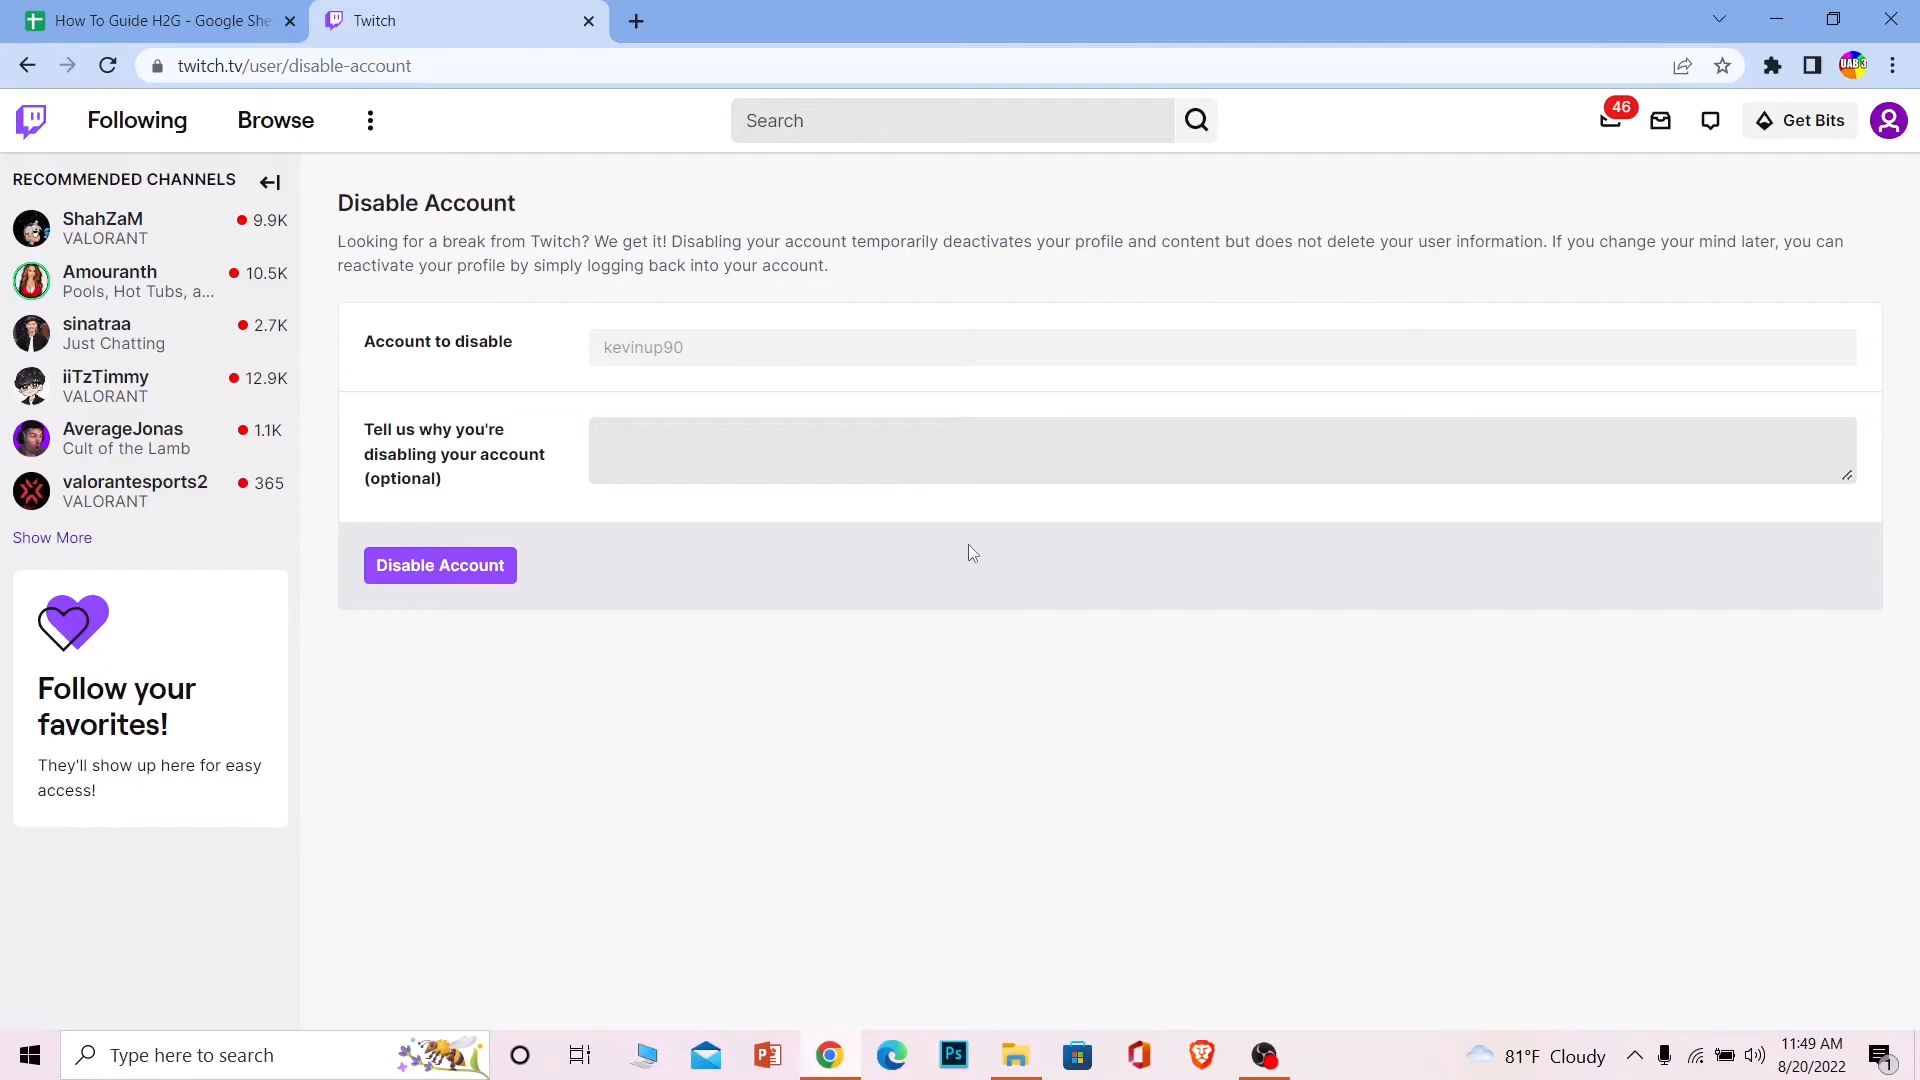 How To Guide H2G - Google She
Twitch
twitch.tv/user/disable-account
UAB 3
Following
Browse
Search
46
Get Bits
RECOMMENDED CHANNELS
ShahZaM
9.9K
VALORANT
Amouranth
10.5K
Pools, Hot Tubs, a...
sinatraa
2.7K
Just Chatting
iiTzTimmy
12.9K
VALORANT
AverageJonas
1.1K
Cult of the Lamb
valorantesports2
365
VALORANT
Show More
Follow your
favorites!
They'll show up here for easy
access!
Disable Account
Looking for a break from Twitch? We get it! Disabling your account temporarily deactivates your profile and content but does not delete your user information. If you change your mind later, you can
reactivate your profile by simply logging back into your account.
Account to disable
kevinup90
Tell us why you're
disabling your account
(optional)
Disable Account
Type here to search
P
Ps
81°F Cloudy
11:49 AM
8/20/2022
1